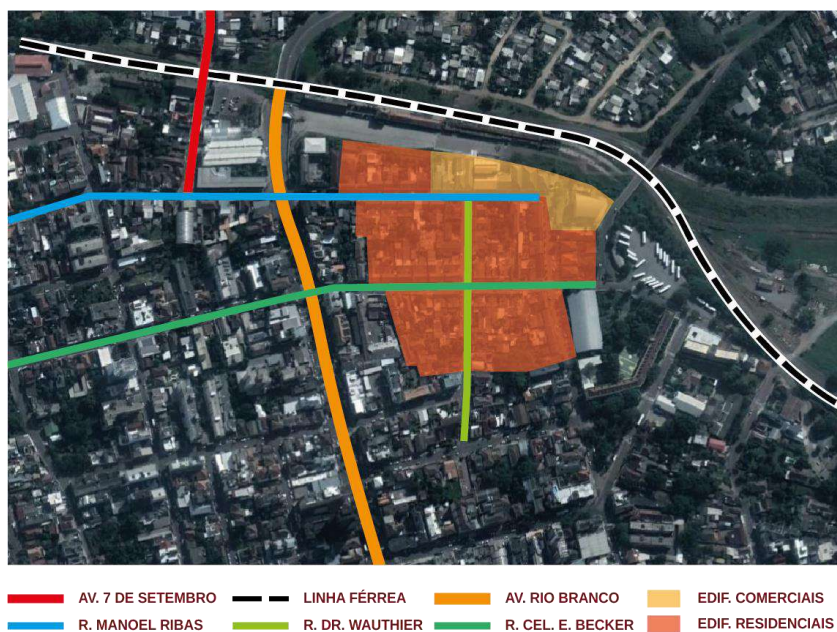 AV. 7 DE SETEMBRO LINHA FÉRREA AV. RIO BRANCO EDIF. COMERCIAIS
R. MANOEL RIBAS R. DR. WAUTHIER R. CEL. E. BECKER EDIF. RESIDENCIAIS